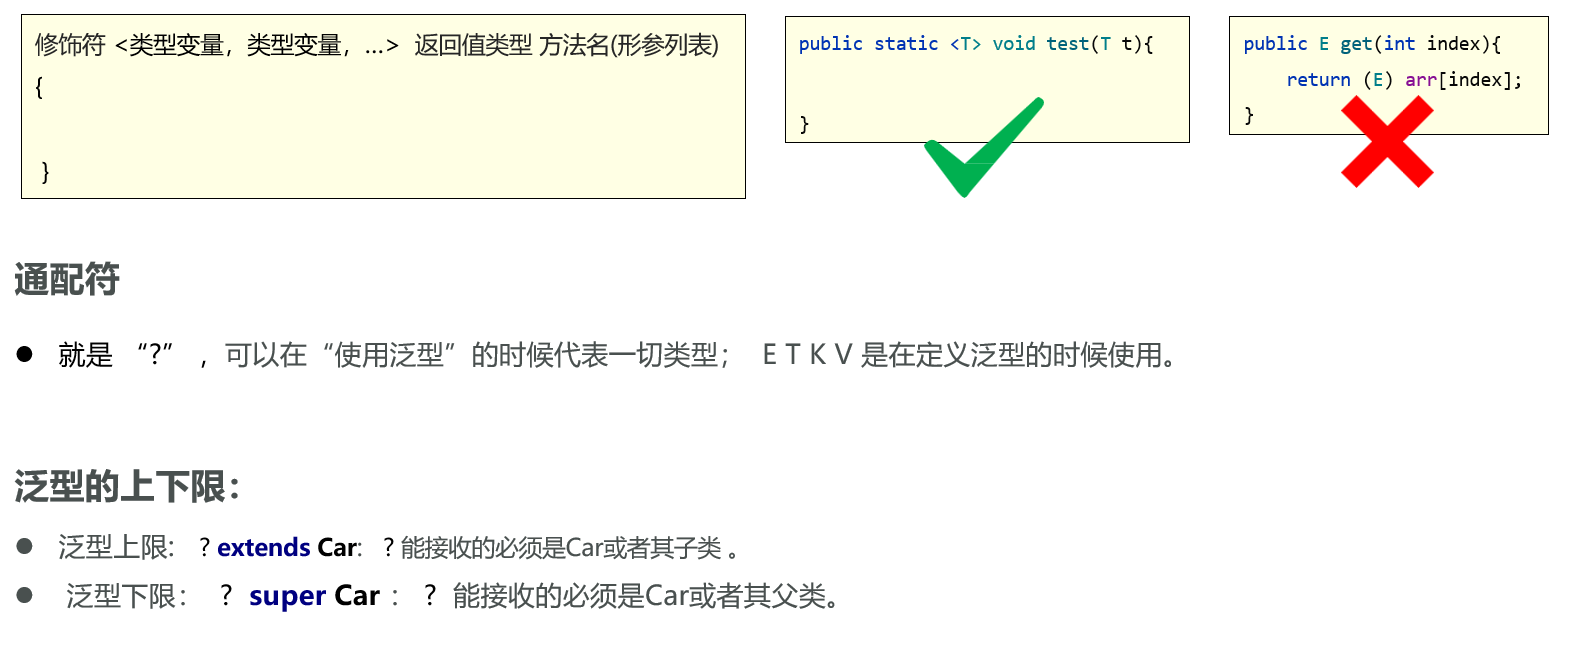 修饰符 <类型变量，类型变量，...> 返回值类型 方法名(形参列表)
{
}
public static <T> void test(T t){
}
public E get(int index){
return (E) arr[index];
}
通配符
● 就是 “?” ，可以在“使用泛型”的时候代表一切类型； E T K V 是在定义泛型的时候使用。
泛型的上下限：
● 泛型上限: ? extends Car: ? 能接收的必须是Car或者其子类 。
● 泛型下限： ? super Car ： ? 能接收的必须是Car或者其父类。